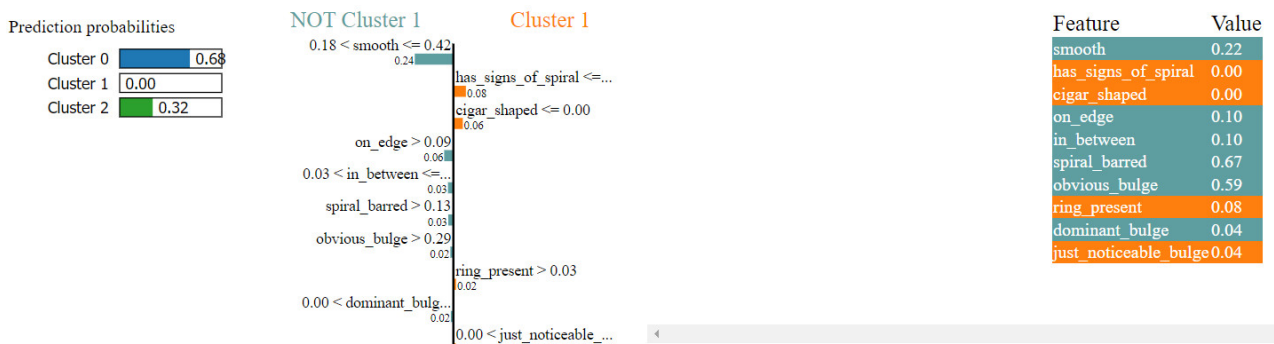 Prediction probabilities
Cluster 0 0.68
Cluster 1 0.00
Cluster 2 0.32
NOT Cluster 1 Cluster 1
0.18 < smooth <= 0.42
0.24
has_signs_of_spiral <=...
0.08
cigar_shaped <= 0.00
0.06
on_edge > 0.09
0.06
0.03 < in_between <=...
0.03
spiral_barred > 0.13
0.03
obvious_bulge > 0.29
0.02
ring_present > 0.03
0.02
0.00 < dominant_bulg...
0.02
0.00 < just_noticeable_...
Feature Value
smooth 0.22
has_signs_of_spiral 0.00
cigar_shaped 0.00
on_edge 0.10
in_between 0.10
spiral_barred 0.67
obvious_bulge 0.59
ring_present 0.08
dominant_bulge 0.04
just_noticeable_bulge 0.04